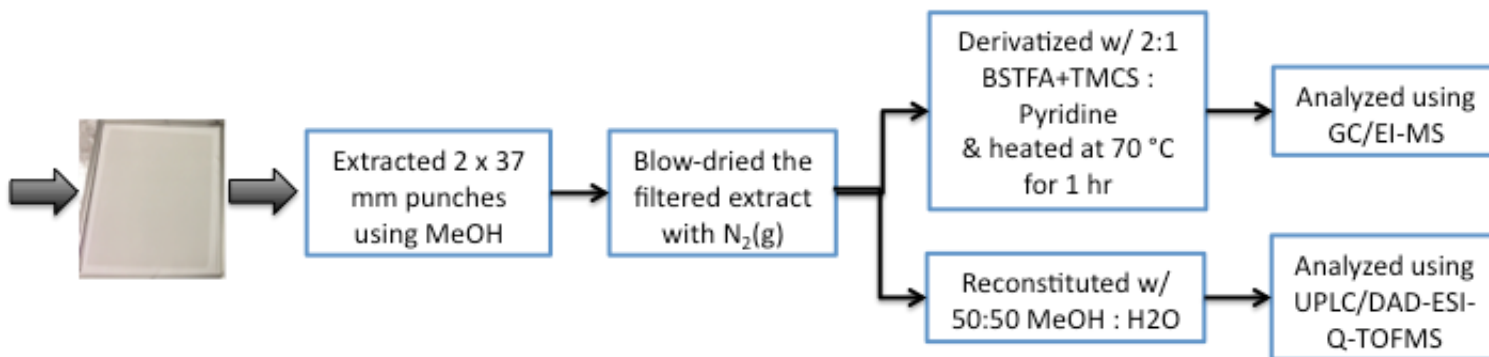 Extracted 2 x 37
mm punches
using MeOH
Blow-dried the
filtered extract
with N₂(g)
Derivatized w/ 2:1
BSTFA+TMCS :
Pyridine
& heated at 70 °C
for 1 hr
Analyzed using
GC/EI-MS
Reconstituted w/
50:50 MeOH : H2O
Analyzed using
UPLC/DAD-ESI-
Q-TOFMS